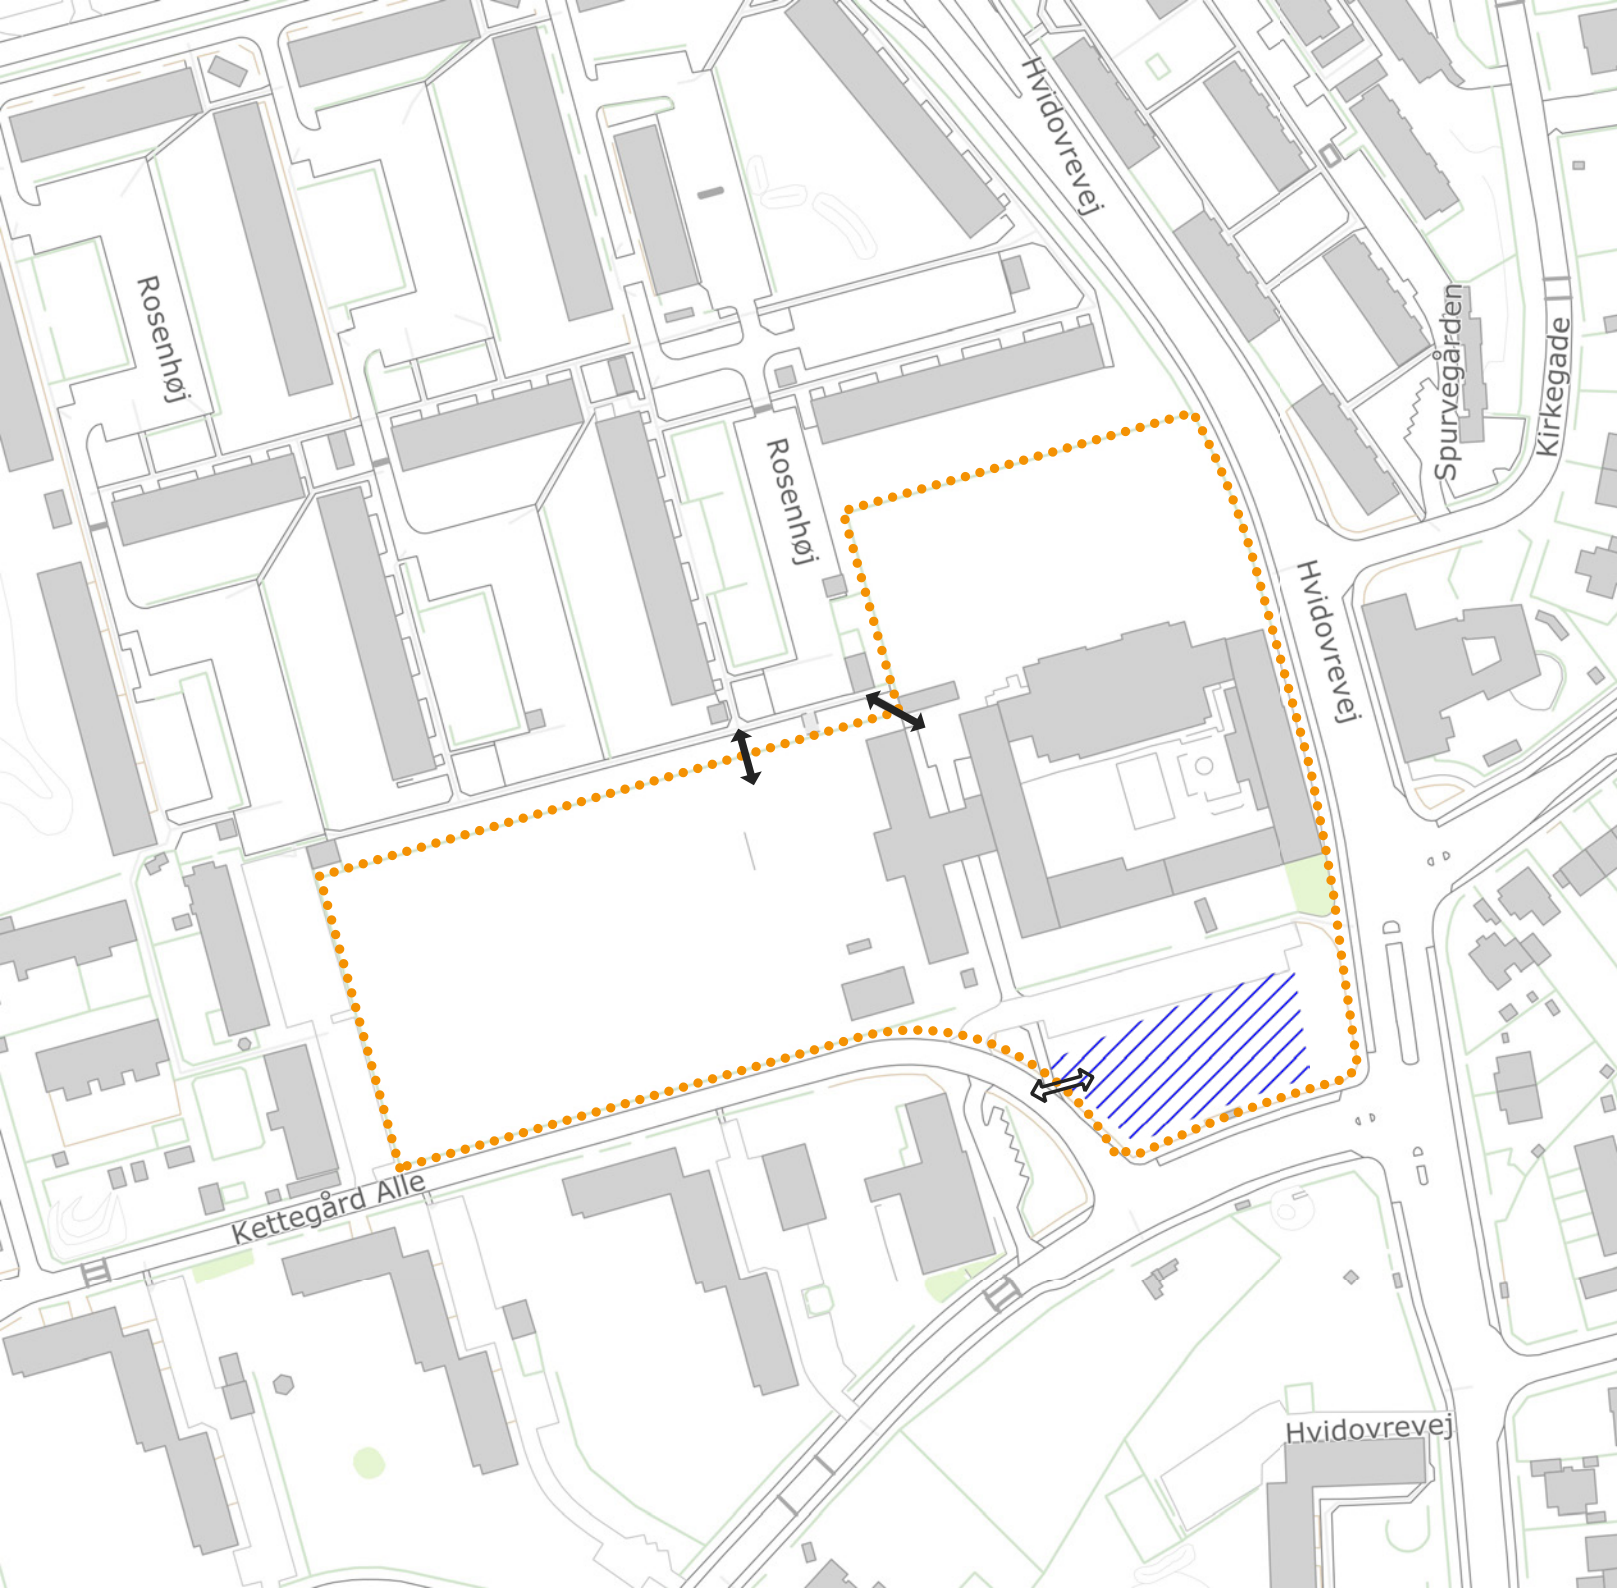 Hvidovrevej
Rosenhøj
Spurvegården
Kirkegade
Rosenhøj
Hvidovrevej
Kettegård Alle
Hvidovrevej